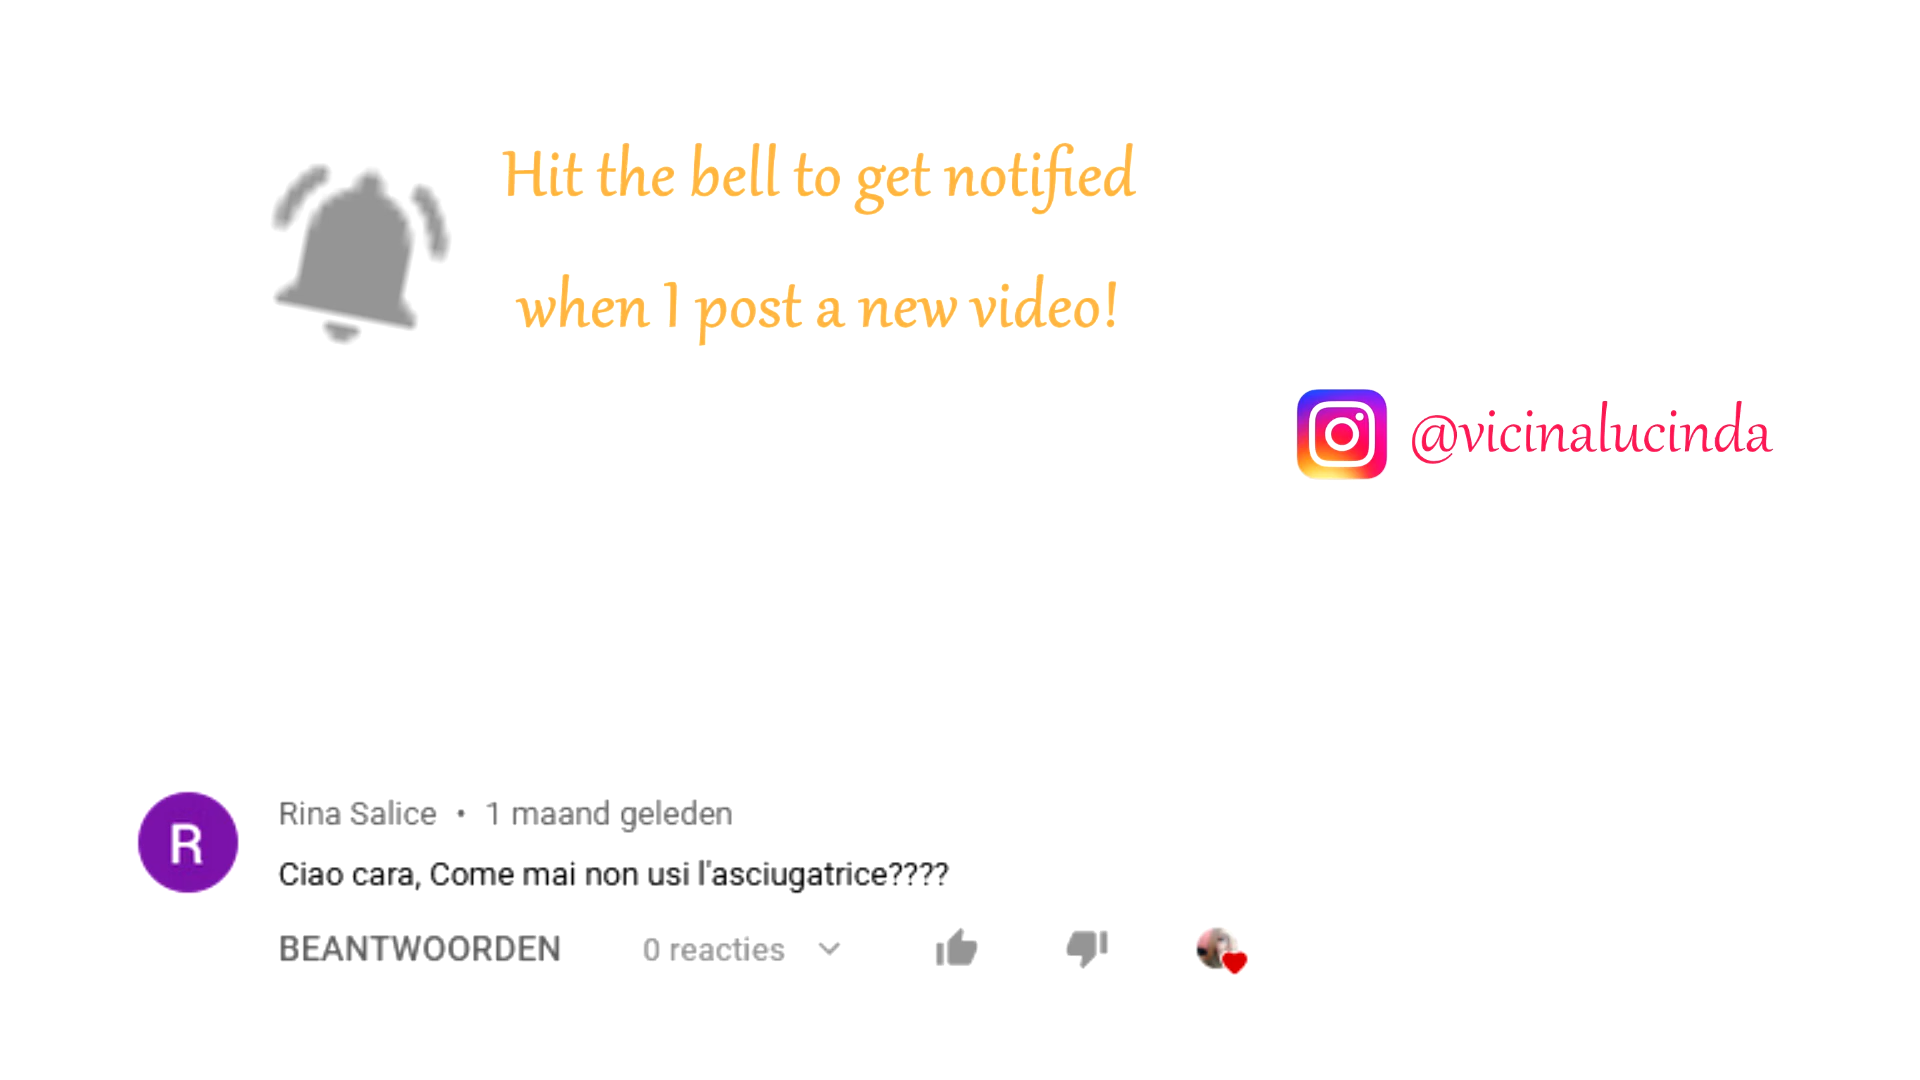 Hit the bell to get notified
when I post a new video!
@vicinalucinda
R
Rina Salice • 1 maand geleden
Ciao cara, Come mai non usi l'asciugatrice????
BEANTWOORDEN 0 reacties